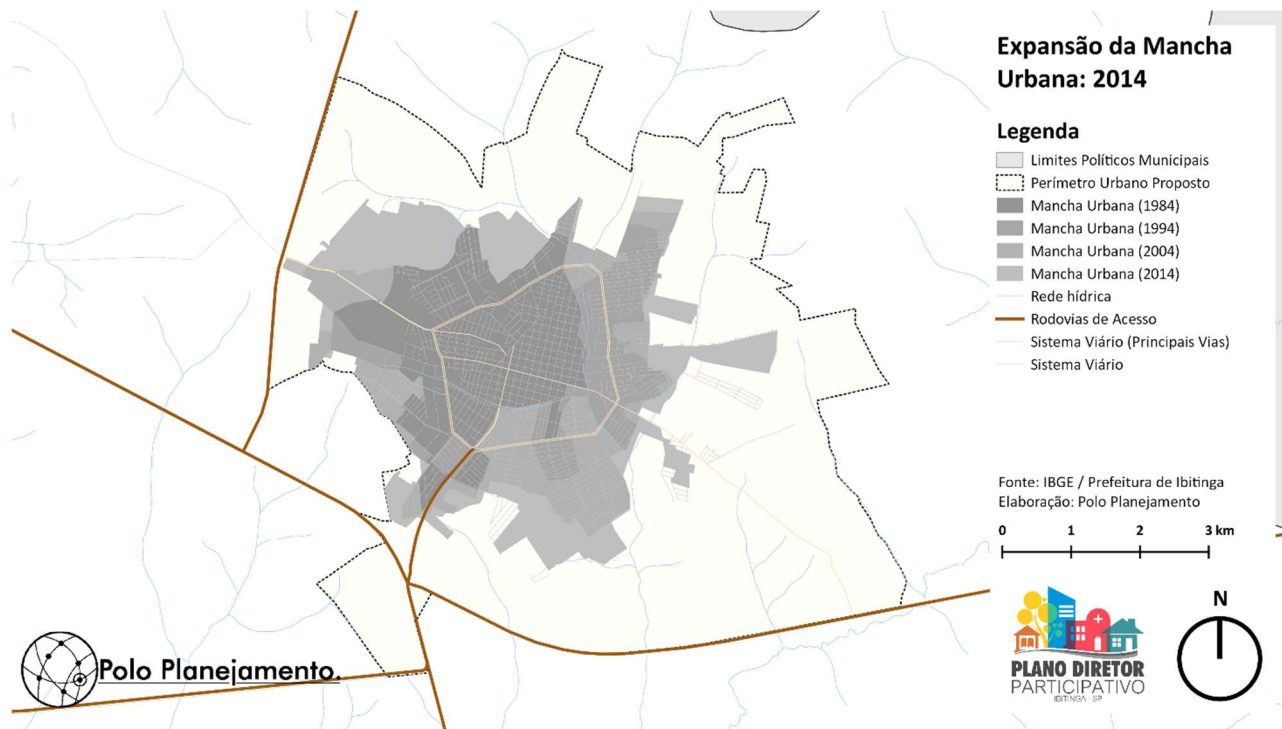 Expansão da Mancha
Urbana: 2014
Legenda
Limites Políticos Municipais
Perímetro Urbano Proposto
Mancha Urbana (1984)
Mancha Urbana (1994)
Mancha Urbana (2004)
Mancha Urbana (2014)
Rede hídrica
Rodovias de Acesso
Sistema Viário (Principais Vias)
Sistema Viário
Fonte: IBGE / Prefeitura de Ibitinga
Elaboração: Polo Planejamento
0 1 2 3 km
N
PLANO DIRETOR
PARTICIPATIVO
IBITINGA - SP
Polo Planejamento.